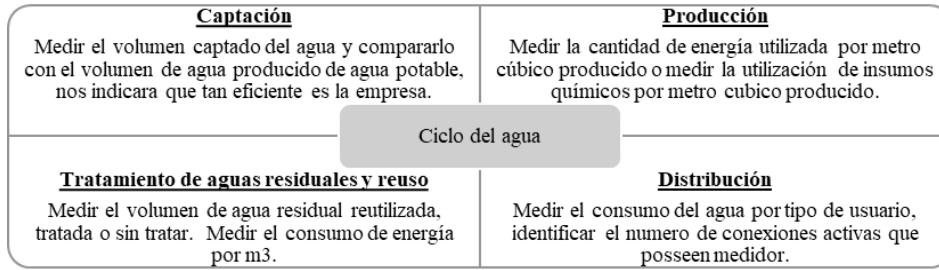 Captación
Medir el volumen captado del agua y compararlo
con el volumen de agua producido de agua potable,
nos indicara que tan eficiente es la empresa.
Producción
Medir la cantidad de energía utilizada por metro
cúbico producido o medir la utilización de insumos
químicos por metro cubico producido.
Ciclo del agua
Tratamiento de aguas residuales y reuso
Medir el volumen de agua residual reutilizada,
tratada o sin tratar. Medir el consumo de energía
por m3.
Distribución
Medir el consumo del agua por tipo de usuario,
identificar el numero de conexiones activas que
posseen medidor.